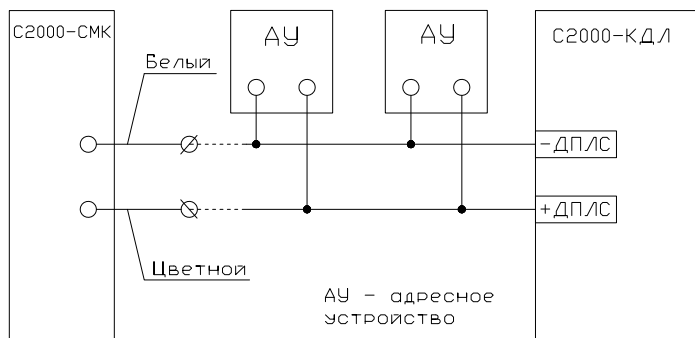 С2000-СМК
АУ
АУ
С2000-КДЛ
Белый
-ДПЛС
+ДПЛС
Цветной
АУ - адресное
устройство